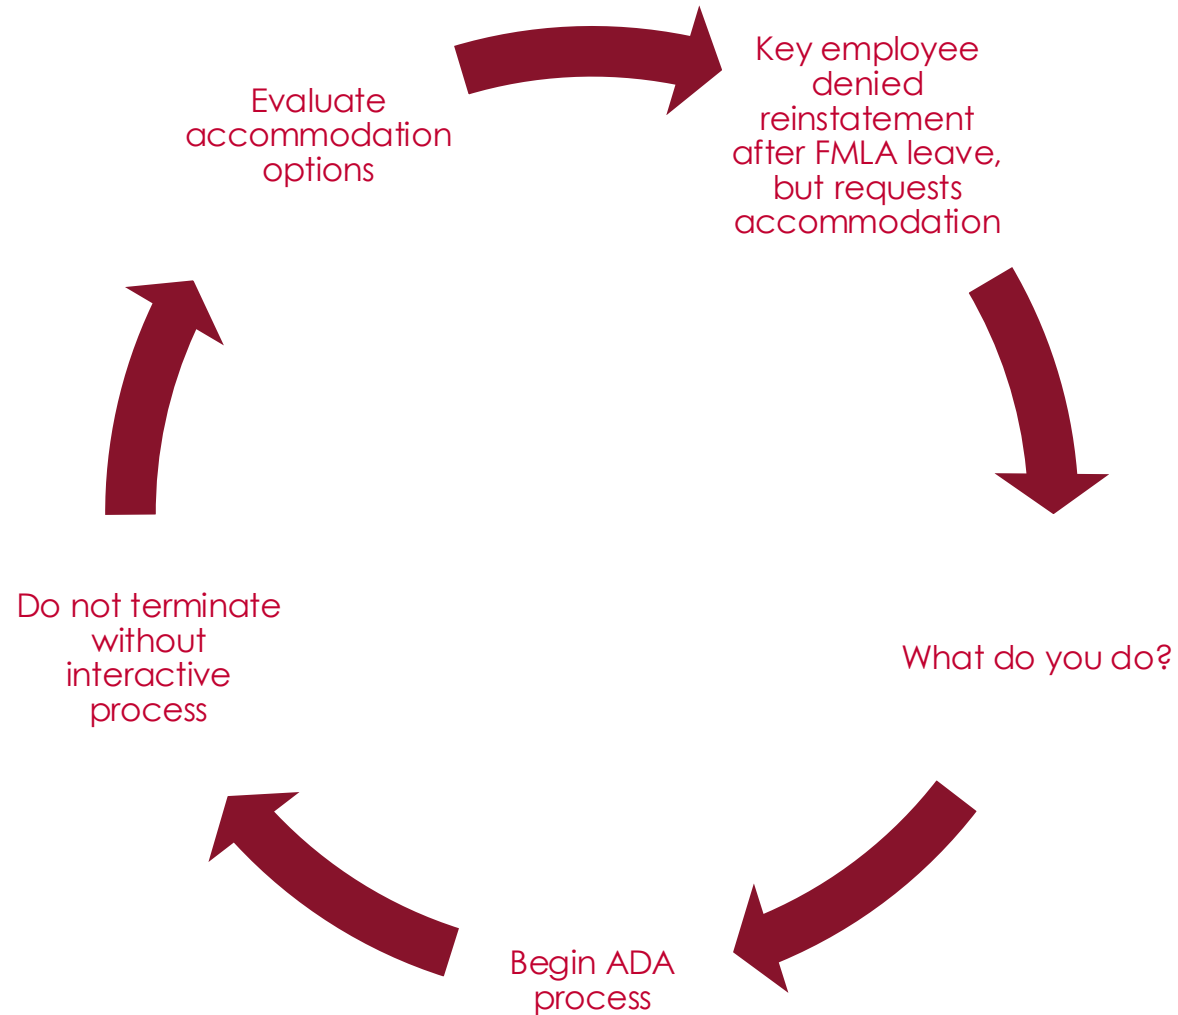 Key employee
denied
reinstatement
after FMLA leave,
but requests
accommodation
What do you do?
Begin ADA
process
Do not terminate
without
interactive
process
Evaluate
accommodation
options